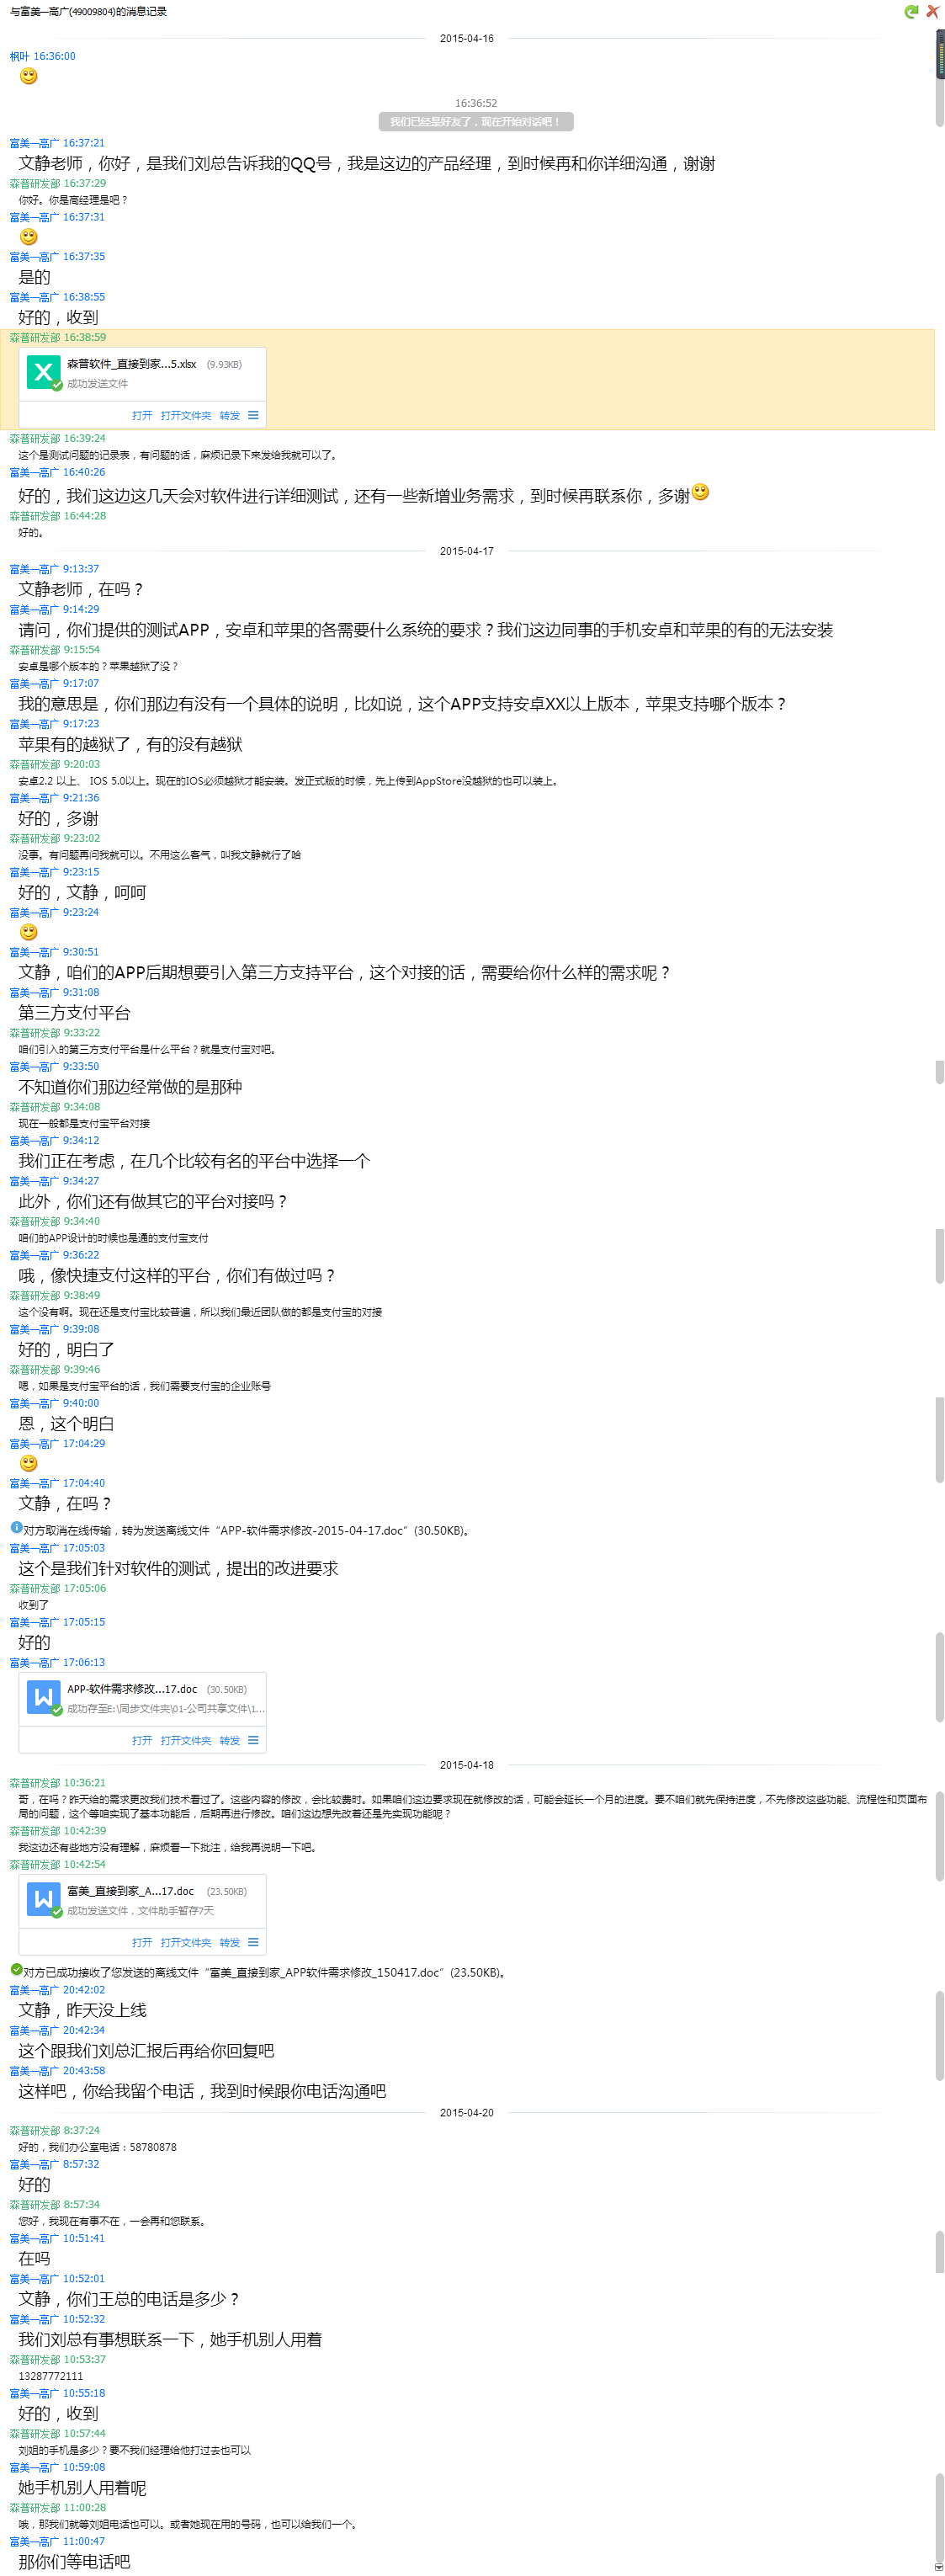 与富美—高广(49009804)的消息记录
2015-04-16
枫叶 16:36:00
16:36:52
我们已经是好友了，现在开始对话吧！
富美—高广 16:37:21
文静老师，你好，是我们刘总告诉我的QQ号，我是这边的产品经理，到时候再和你详细沟通，谢谢
森普研发部 16:37:29
你好。你是高经理是吧？
富美—高广 16:37:31
富美—高广 16:37:35
是的
富美—高广 16:38:55
好的，收到
森普研发部 16:38:59
森普软件_直接到家...5.xlsx (9.93KB)
成功发送文件
打开 打开文件夹 转发
森普研发部 16:39:24
这个是测试问题的记录表，有问题的话，麻烦记录下来发给我就可以了。
富美—高广 16:40:26
好的，我们这边这几天会对软件进行详细测试，还有一些新增业务需求，到时候再联系你，多谢
森普研发部 16:44:28
好的。
2015-04-17
富美—高广 9:13:37
文静老师，在吗？
富美—高广 9:14:29
请问，你们提供的测试APP，安卓和苹果的各需要什么系统的要求？我们这边同事的手机安卓和苹果的有的无法安装
森普研发部 9:15:54
安卓是哪个版本的？苹果越狱了没？
富美—高广 9:17:07
我的意思是，你们那边有没有一个具体的说明，比如说，这个APP支持安卓XX以上版本，苹果支持哪个版本？
富美—高广 9:17:23
苹果有的越狱了，有的没有越狱
森普研发部 9:20:03
安卓2.2 以上、 IOS 5.0以上。现在的IOS必须越狱才能安装。发正式版的时候，先上传到AppStore没越狱的也可以装上。
富美—高广 9:21:36
好的，多谢
森普研发部 9:23:02
没事。有问题再问我就可以。不用这么客气，叫我文静就行了哈
富美—高广 9:23:15
好的，文静，呵呵
富美—高广 9:23:24
富美—高广 9:30:51
文静，咱们的APP后期想要引入第三方支持平台，这个对接的话，需要给你什么样的需求呢？
富美—高广 9:31:08
第三方支付平台
森普研发部 9:33:22
咱们引入的第三方支付平台是什么平台？就是支付宝对吧。
富美—高广 9:33:50
不知道你们那边经常做的是那种
森普研发部 9:34:08
现在一般都是支付宝平台对接
富美—高广 9:34:12
我们正在考虑，在几个比较有名的平台中选择一个
富美—高广 9:34:27
此外，你们还有做其它的平台对接吗？
森普研发部 9:34:40
咱们的APP设计的时候也是通的支付宝支付
富美—高广 9:36:22
哦，像快捷支付这样的平台，你们有做过吗？
森普研发部 9:38:49
这个没有啊。现在还是支付宝比较普遍，所以我们最近团队做的都是支付宝的对接
富美—高广 9:39:08
好的，明白了
森普研发部 9:39:46
嗯，如果是支付宝平台的话，我们需要支付宝的企业账号
富美—高广 9:40:00
恩，这个明白
富美—高广 17:04:29
富美—高广 17:04:40
文静，在吗？
对方取消在线传输，转为发送离线文件“APP-软件需求修改-2015-04-17.doc”(30.50KB)。
富美—高广 17:05:03
这个是我们针对软件的测试，提出的改进要求
森普研发部 17:05:06
收到了
富美—高广 17:05:15
好的
富美—高广 17:06:13
APP-软件需求修改...17.doc (30.50KB)
成功存至E:\同步文件夹\01-公司共享文件\1...
打开 打开文件夹 转发
2015-04-18
森普研发部 10:36:21
哥，在吗？昨天给的需求更改我们技术看过了。这些内容的修改，会比较费时。如果咱们这边要求现在就修改的话，可能会延长一个月的进度。要不咱们就先保持进度，不先修改这些功能、流程性和页面布
局的问题，这个等咱实现了基本功能后，后期再进行修改。咱们这边想先改着还是先实现功能呢？
森普研发部 10:42:39
我这边还有些地方没有理解，麻烦看一下批注，给我再说明一下吧。
森普研发部 10:42:54
富美_直接到家_A...17.doc (23.50KB)
成功发送文件，文件助手暂存7天
打开 打开文件夹 转发
对方已成功接收了您发送的离线文件“富美_直接到家_APP软件需求修改_150417.doc”(23.50KB)。
富美—高广 20:42:02
文静，昨天没上线
富美—高广 20:42:34
这个跟我们刘总汇报后再给你回复吧
富美—高广 20:43:58
这样吧，你给我留个电话，我到时候跟你电话沟通吧
2015-04-20
森普研发部 8:37:24
好的，我们办公室电话：58780878
富美—高广 8:57:32
好的
森普研发部 8:57:34
您好，我现在有事不在，一会再和您联系。
富美—高广 10:51:41
在吗
富美—高广 10:52:01
文静，你们王总的电话是多少？
富美—高广 10:52:32
我们刘总有事想联系一下，她手机别人用着
森普研发部 10:53:37
13287772111
富美—高广 10:55:18
好的，收到
森普研发部 10:57:44
刘姐的手机是多少？要不我们经理给他打过去也可以
富美—高广 10:59:08
她手机别人用着呢
森普研发部 11:00:28
哦，那我们就等刘姐电话也可以。或者她现在用的号码，也可以给我们一个。
富美—高广 11:00:47
那你们等电话吧